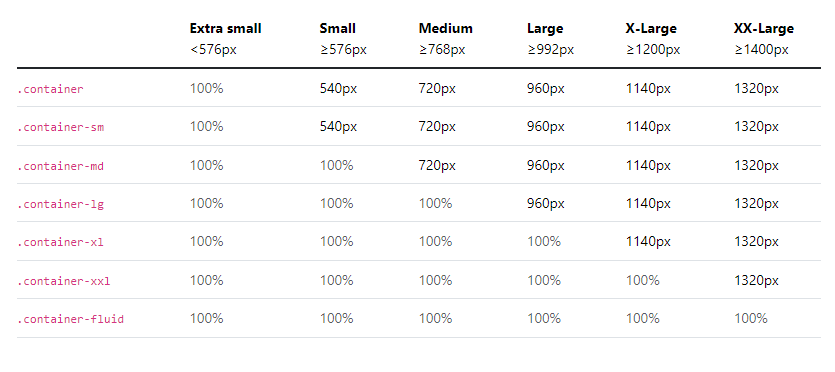 Extra small Small Medium Large X-Large XX-Large
<576px ≥576px ≥768px ≥992px ≥1200px ≥1400px
.container 100% 540px 720px 960px 1140px 1320px
.container-sm 100% 540px 720px 960px 1140px 1320px
.container-md 100% 100% 720px 960px 1140px 1320px
.container-lg 100% 100% 100% 960px 1140px 1320px
.container-xl 100% 100% 100% 100% 1140px 1320px
.container-xxl 100% 100% 100% 100% 100% 1320px
.container-fluid 100% 100% 100% 100% 100% 100%